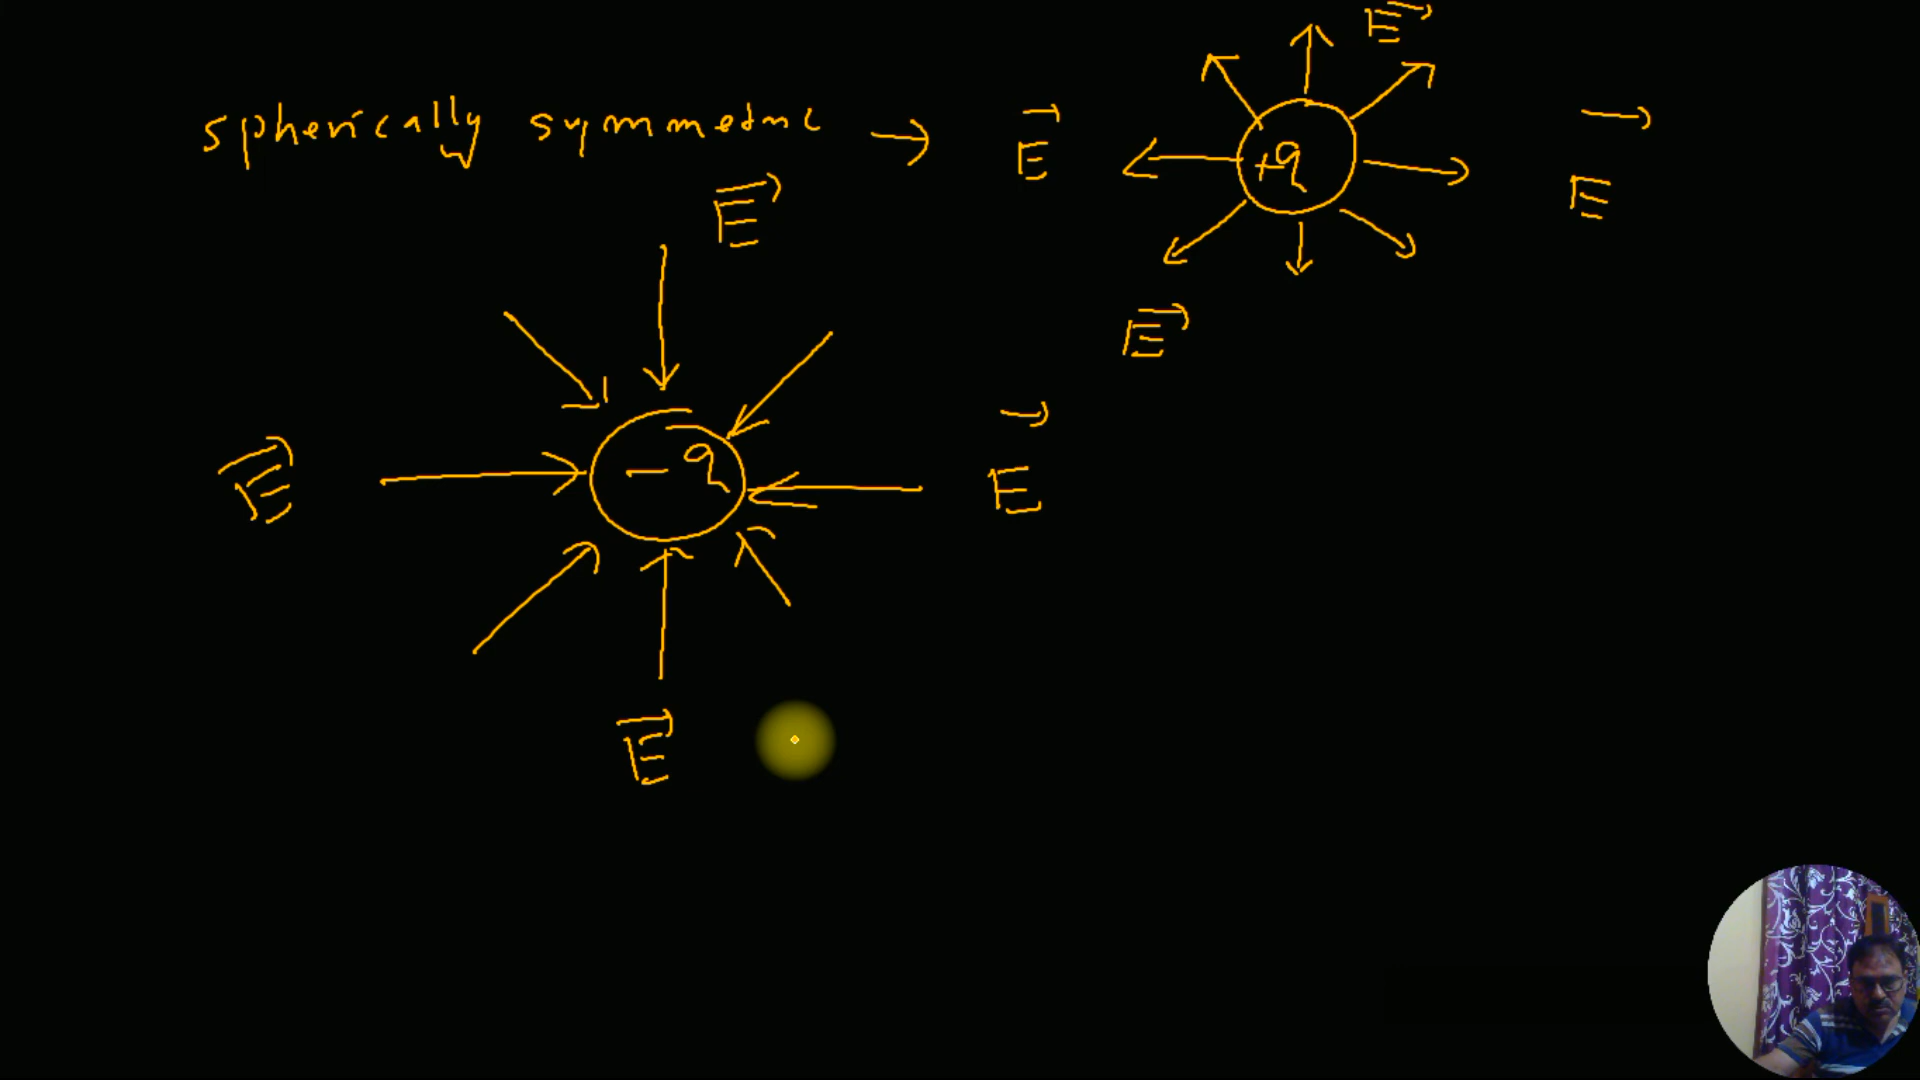 E⃗
spherically symmetric → E⃗
+q
E⃗
E⃗
E⃗
-q
E⃗
E⃗
E⃗